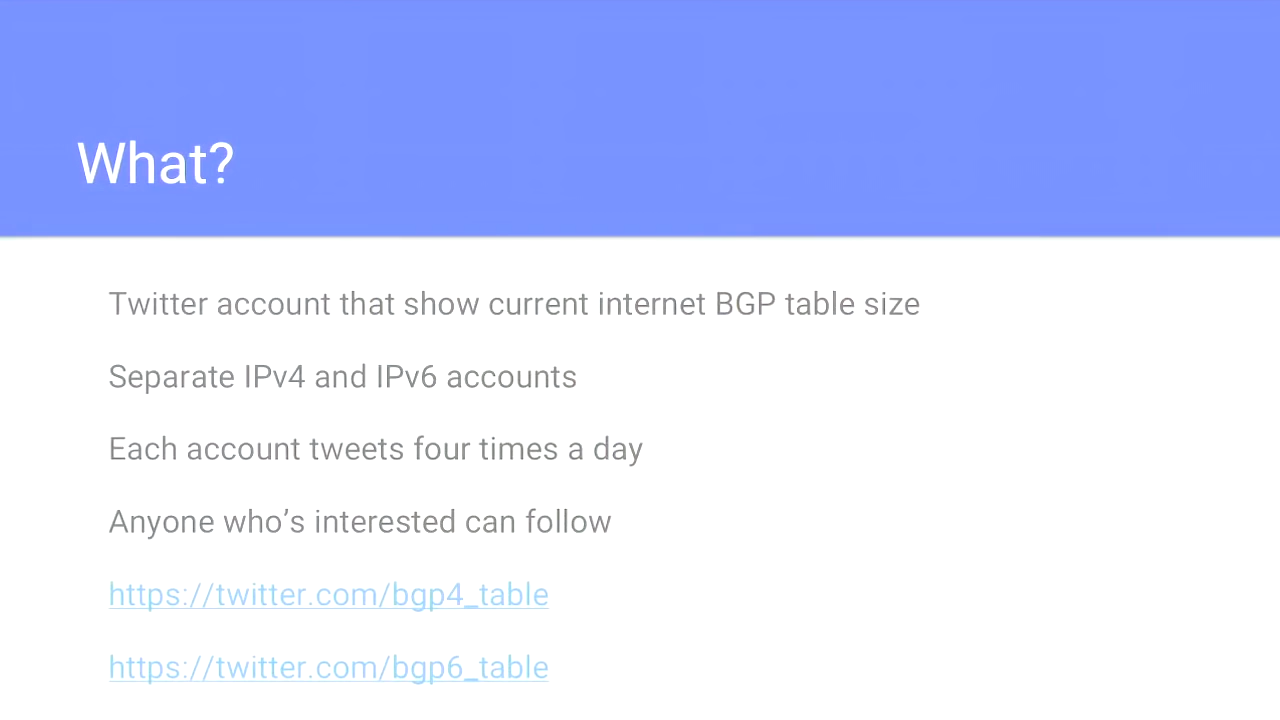 What?
Twitter account that show current internet BGP table size
Separate IPv4 and IPv6 accounts
Each account tweets four times a day
Anyone who’s interested can follow
https://twitter.com/bgp4_table
https://twitter.com/bgp6_table